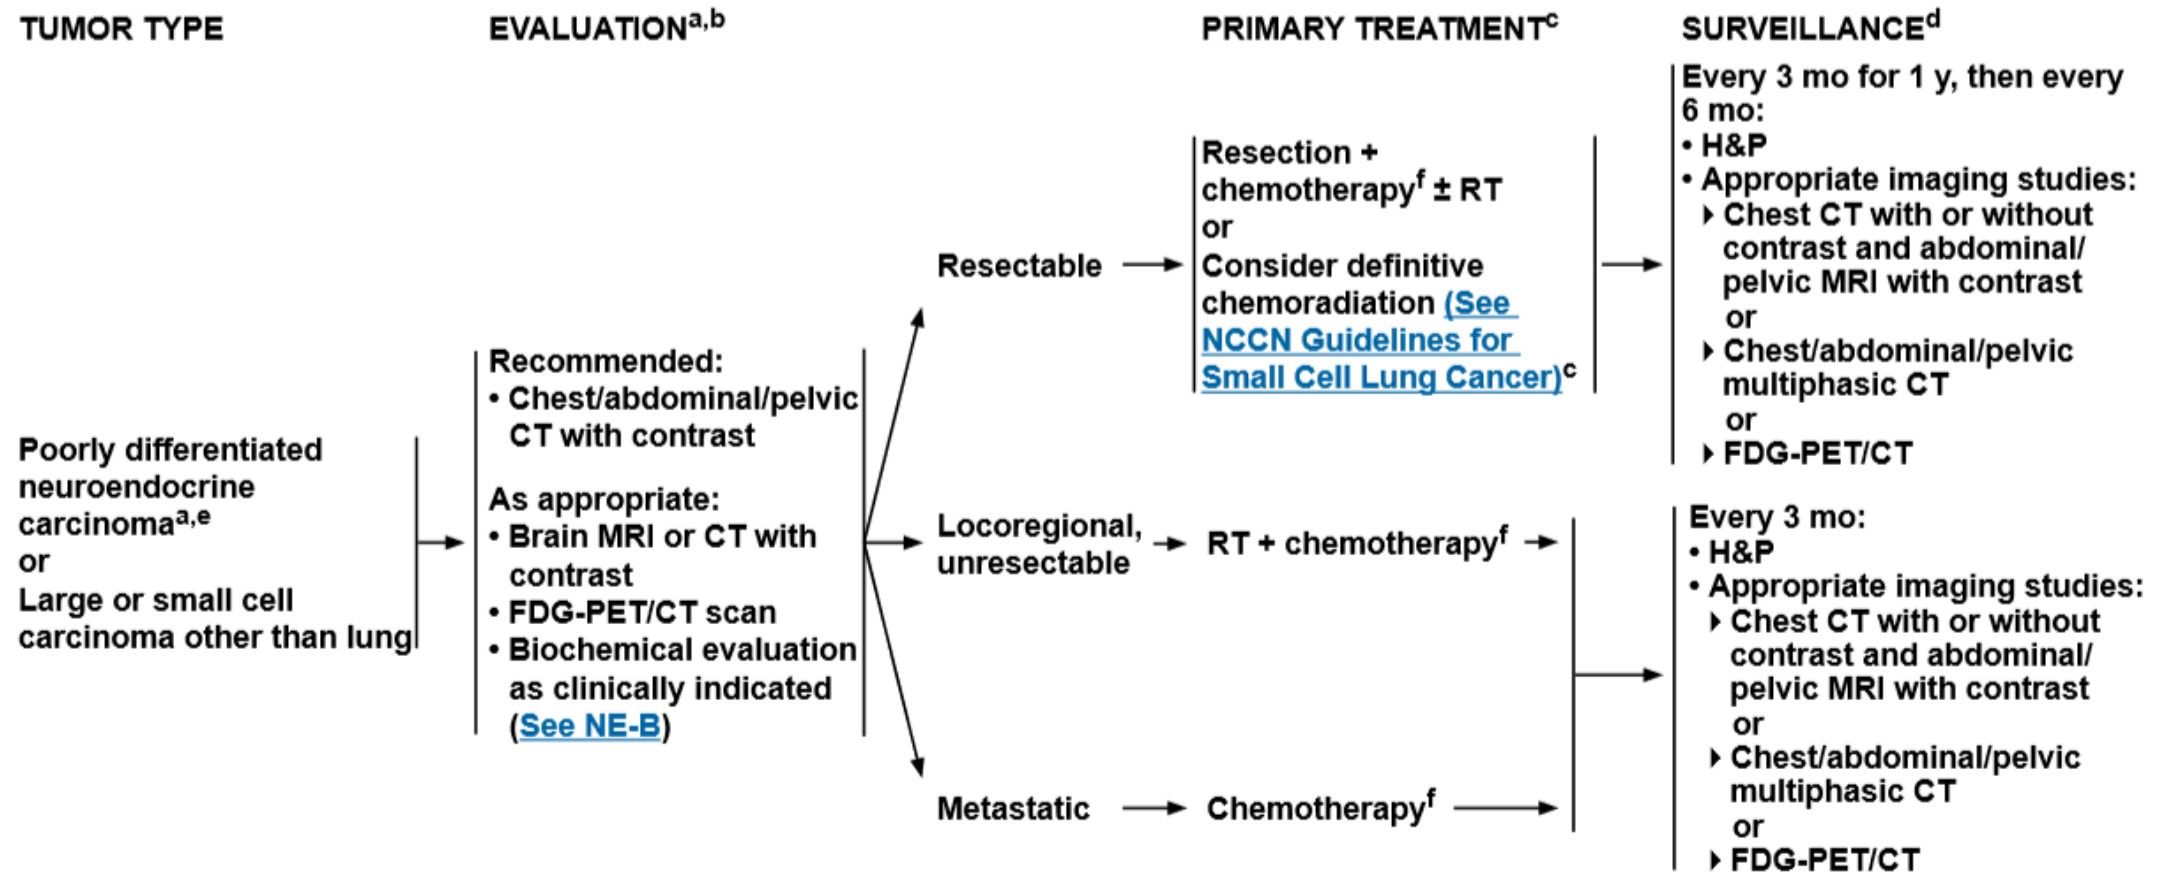 TUMOR TYPE
EVALUATIONa,b
PRIMARY TREATMENTc
SURVEILLANCEd
Poorly differentiated
neuroendocrine
carcinomaa,e
or
Large or small cell
carcinoma other than lung
Recommended:
• Chest/abdominal/pelvic
CT with contrast
As appropriate:
• Brain MRI or CT with
contrast
• FDG-PET/CT scan
• Biochemical evaluation
as clinically indicated
(See NE-B)
Resectable
Resection +
chemotherapyf ± RT
or
Consider definitive
chemoradiation (See
NCCN Guidelines for
Small Cell Lung Cancer)c
Every 3 mo for 1 y, then every
6 mo:
• H&P
• Appropriate imaging studies:
Chest CT with or without
contrast and abdominal/
pelvic MRI with contrast
or
Chest/abdominal/pelvic
multiphasic CT
or
FDG-PET/CT
Locoregional,
unresectable
RT + chemotherapyf
Metastatic
Chemotherapyf
Every 3 mo:
• H&P
• Appropriate imaging studies:
Chest CT with or without
contrast and abdominal/
pelvic MRI with contrast
or
Chest/abdominal/pelvic
multiphasic CT
or
FDG-PET/CT